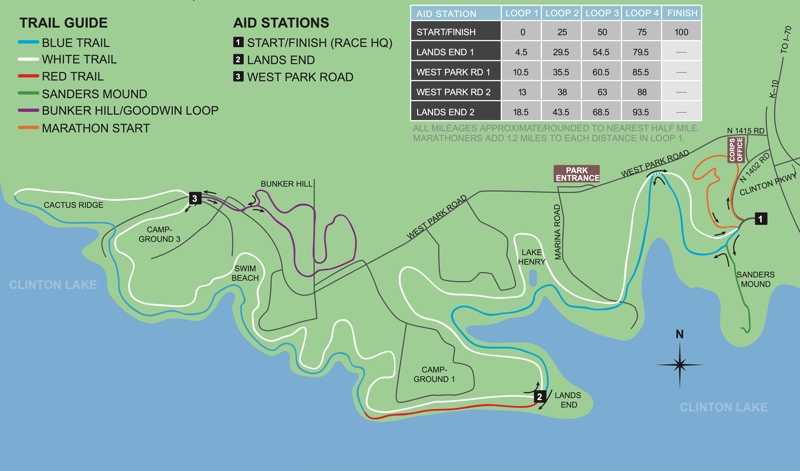 TRAIL GUIDE
BLUE TRAIL
WHITE TRAIL
RED TRAIL
SANDERS MOUND
BUNKER HILL/GOODWIN LOOP
MARATHON START
AID STATIONS
1 START/FINISH (RACE HQ)
2 LANDS END
3 WEST PARK ROAD
AID STATION LOOP 1 LOOP 2 LOOP 3 LOOP 4 FINISH
START/FINISH 0 25 50 75 100
LANDS END 1 4.5 29.5 54.5 79.5 —
WEST PARK RD 1 10.5 35.5 60.5 85.5 —
WEST PARK RD 2 13 38 63 88 —
LANDS END 2 18.5 43.5 68.5 93.5 —
ALL MILEAGES APPROXIMATE/ROUNDED TO NEAREST HALF MILE.
MARATHONERS ADD 1.2 MILES TO EACH DISTANCE IN LOOP 1.
TO I-70
K-10
N 1415 RD
CORPS
OFFICE
N 1402 RD
CLINTON PKWY
WEST PARK ROAD
PARK
ENTRANCE
BUNKER HILL
3
CACTUS RIDGE
CAMP-
GROUND 3
WEST PARK ROAD
MARINA ROAD
1
LAKE
HENRY
SWIM
BEACH
SANDERS
MOUND
CLINTON LAKE
N
CAMP-
GROUND 1
2
LANDS
END
CLINTON LAKE